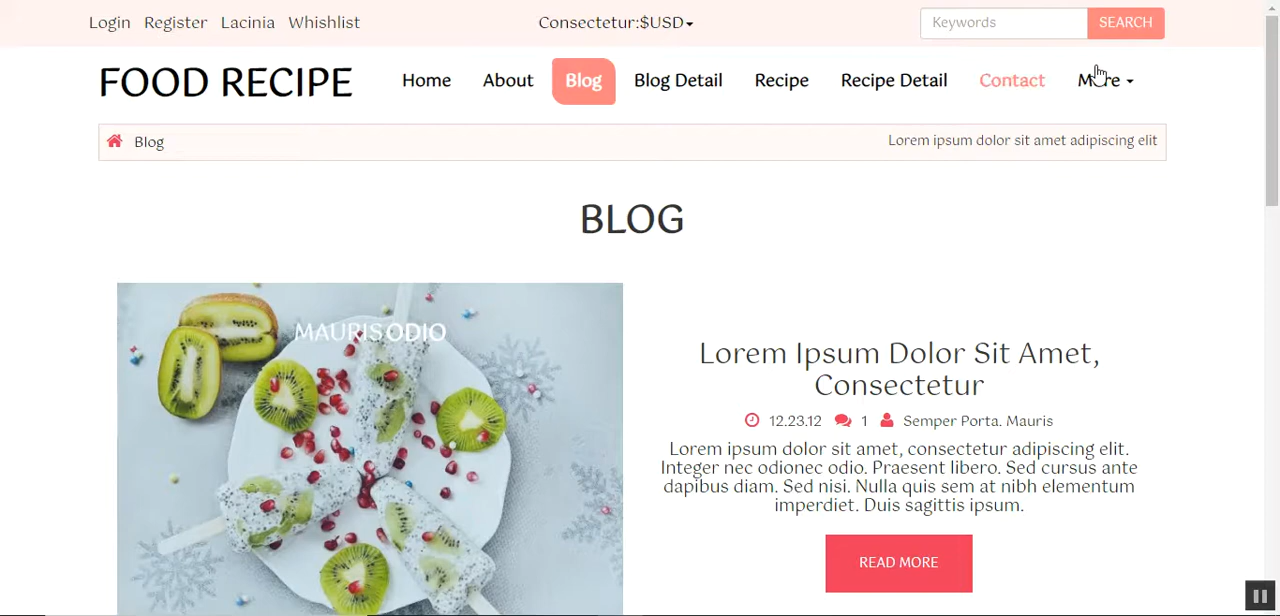 Login Register Lacinia Whishlist Consectetur:$USD Keywords SEARCH
FOOD RECIPE Home About Blog Blog Detail Recipe Recipe Detail Contact More
Blog Lorem ipsum dolor sit amet adipiscing elit
BLOG
MAURIS ODIO
Lorem Ipsum Dolor Sit Amet,
Consectetur
12.23.12 1 Semper Porta. Mauris
Lorem ipsum dolor sit amet, consectetur adipiscing elit.
Integer nec odionec odio. Praesent libero. Sed cursus ante
dapibus diam. Sed nisi. Nulla quis sem at nibh elementum
imperdiet. Duis sagittis ipsum.
READ MORE